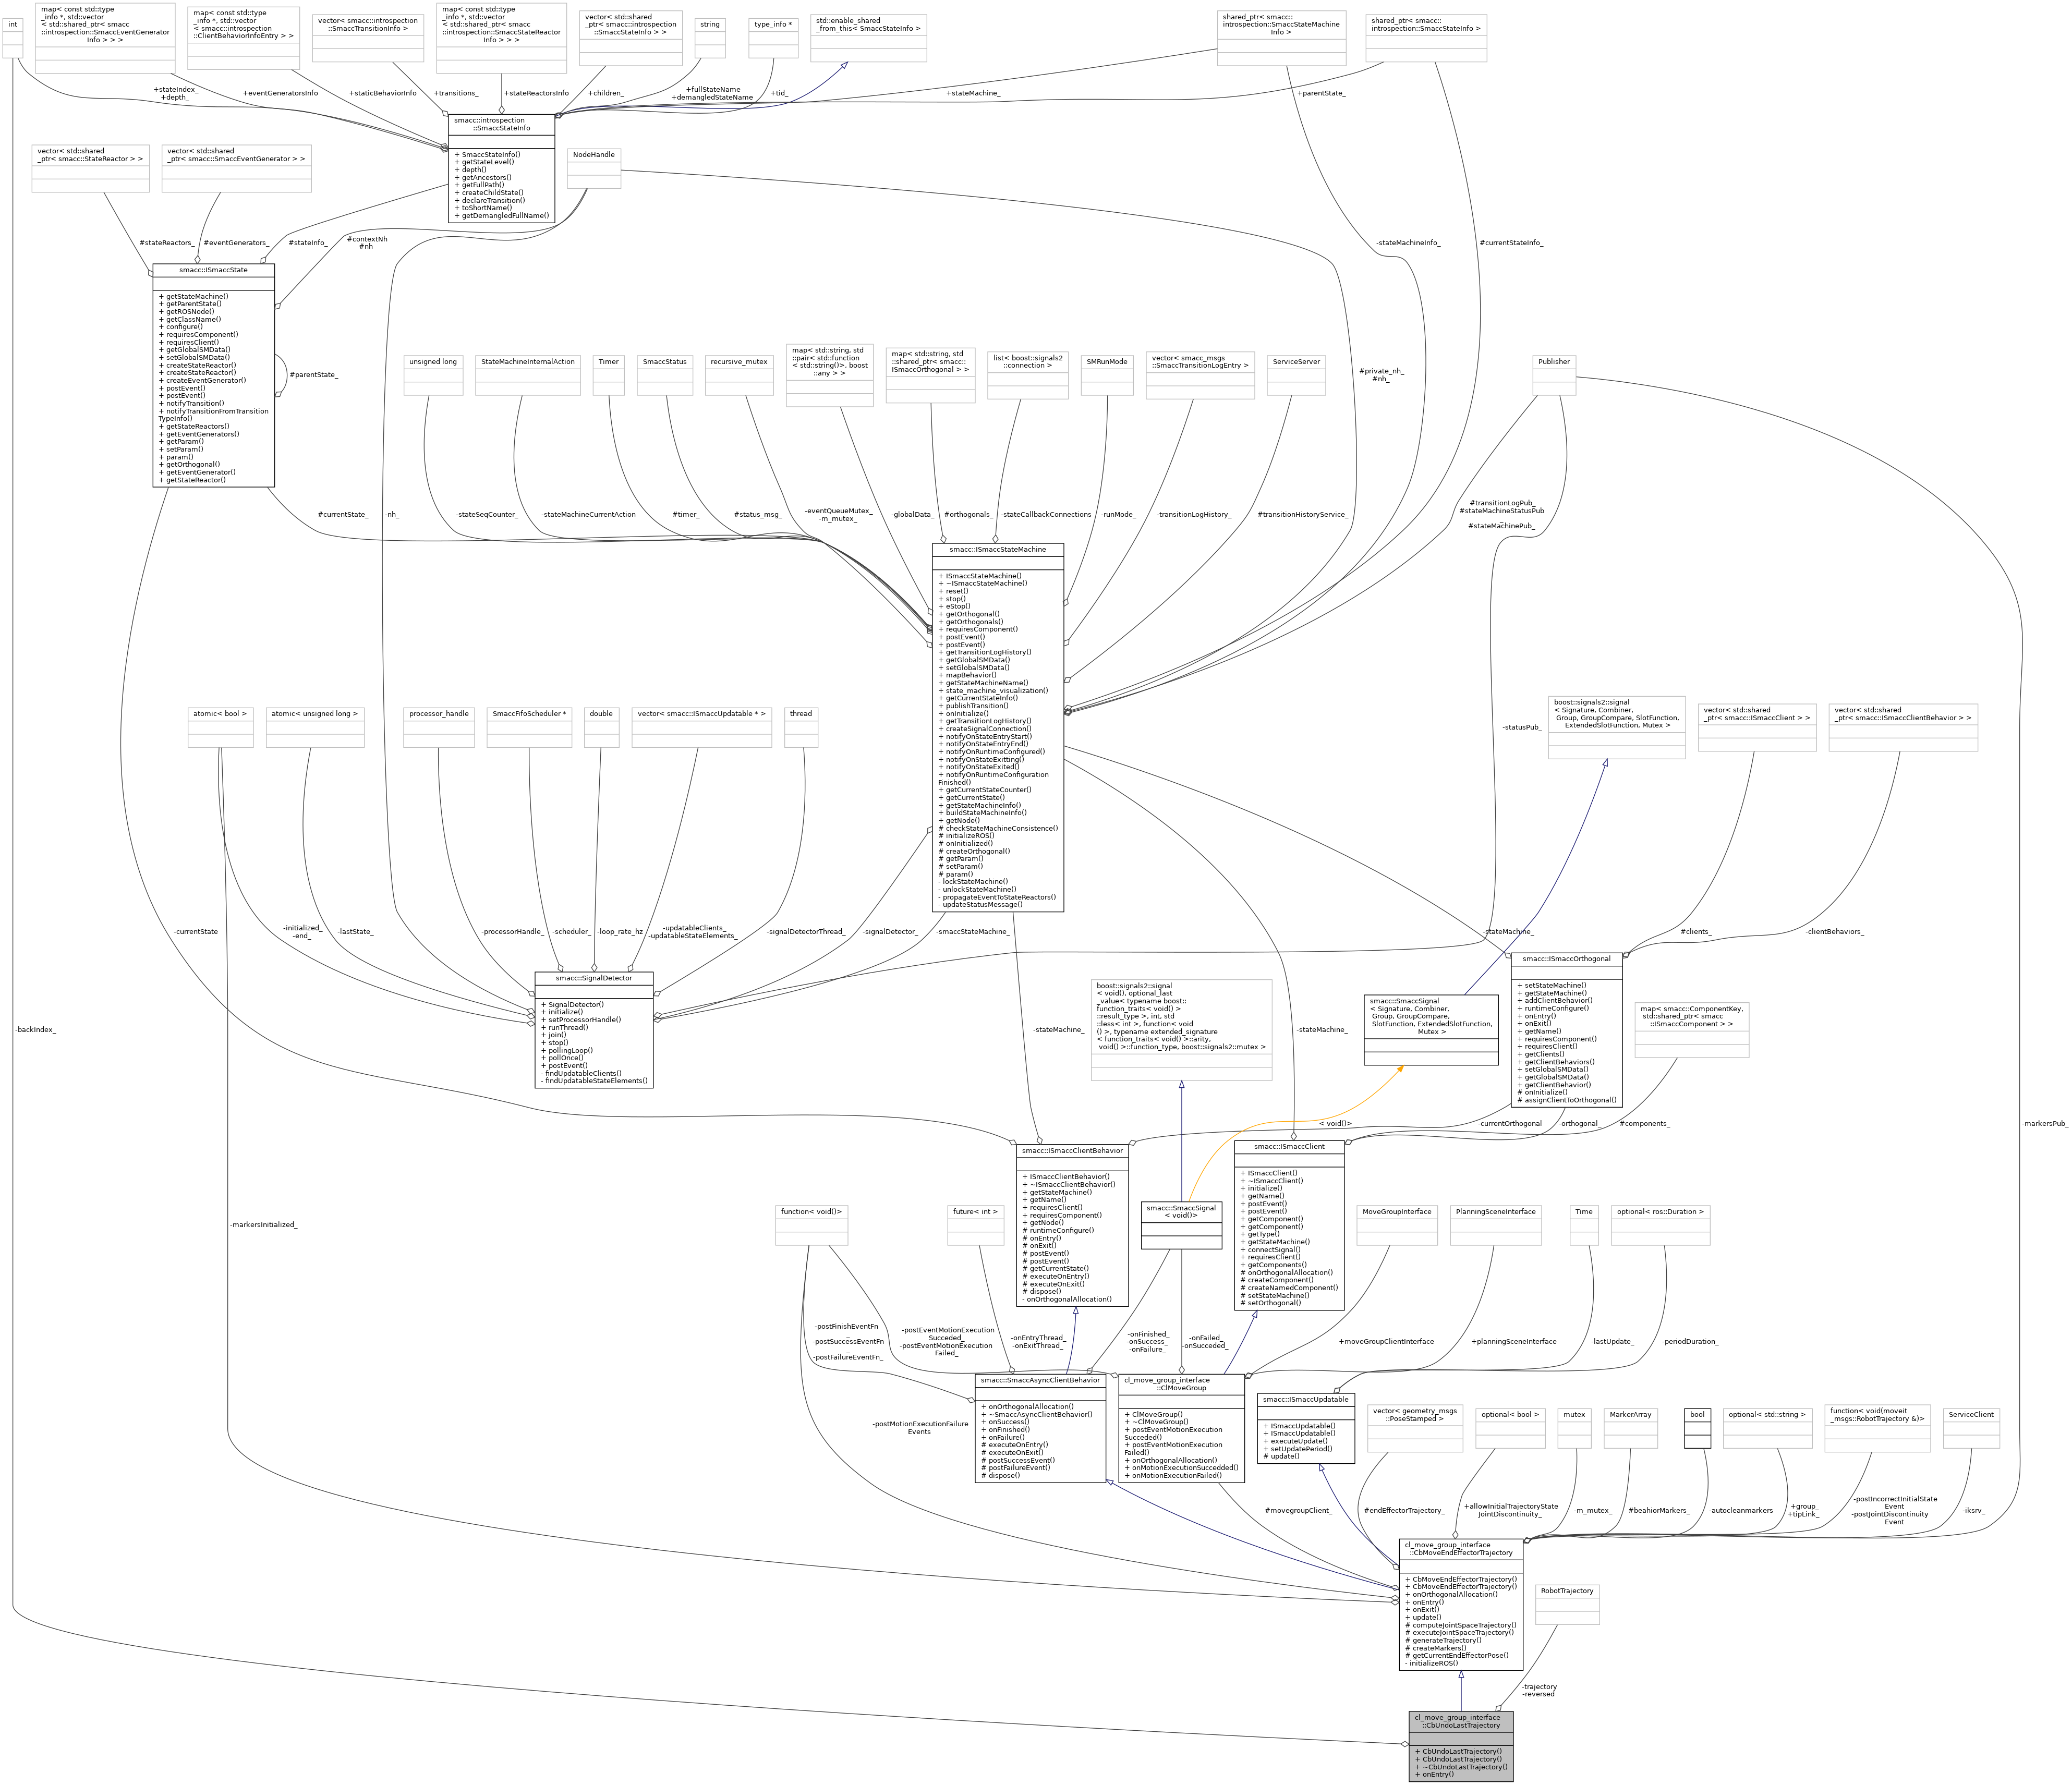 int
map< const std::type
_info *, std::vector
< std::shared_ptr< smacc
::introspection::SmaccEventGenerator
Info > > >
map< const std::type
_info *, std::vector
< smacc::introspection
::ClientBehaviorInfoEntry > >
vector< smacc::introspection
::SmaccTransitionInfo >
map< const std::type
_info *, std::vector
< std::shared_ptr< smacc
::introspection::SmaccStateReactor
Info > > >
vector< std::shared
_ptr< smacc::introspection
::SmaccStateInfo > >
string
type_info *
std::enable_shared
_from_this< SmaccStateInfo >
shared_ptr< smacc::
introspection::SmaccStateMachine
Info >
shared_ptr< smacc::
introspection::SmaccStateInfo >
+stateIndex_
+depth_
+eventGeneratorsInfo
+staticBehaviorInfo
+transitions_
+stateReactorsInfo
+children_
+fullStateName
+demangledStateName
+tid_
+stateMachine_
+parentState_
smacc::introspection
::SmaccStateInfo
+ SmaccStateInfo()
+ getStateLevel()
+ depth()
+ getAncestors()
+ getFullPath()
+ createChildState()
+ declareTransition()
+ toShortName()
+ getDemangledFullName()
vector< std::shared
_ptr< smacc::StateReactor > >
vector< std::shared
_ptr< smacc::SmaccEventGenerator > >
NodeHandle
#stateReactors_
#eventGenerators_
#stateInfo_
#contextNh
#nh
-stateMachineInfo_
#currentStateInfo_
smacc::ISmaccState
+ getStateMachine()
+ getParentState()
+ getROSNode()
+ getClassName()
+ configure()
+ requiresComponent()
+ requiresClient()
+ getGlobalSMData()
+ setGlobalSMData()
+ createStateReactor()
+ createStateReactor()
+ createEventGenerator()
+ postEvent()
+ postEvent()
+ notifyTransition()
+ notifyTransitionFromTransition
TypeInfo()
+ getStateReactors()
+ getEventGenerators()
+ getParam()
+ setParam()
+ param()
+ getOrthogonal()
+ getEventGenerator()
+ getStateReactor()
#parentState_
unsigned long
StateMachineInternalAction
Timer
SmaccStatus
recursive_mutex
map< std::string, std
::pair< std::function
< std::string()>, boost
::any > >
map< std::string, std
::shared_ptr< smacc::
ISmaccOrthogonal > >
list< boost::signals2
::connection >
SMRunMode
vector< smacc_msgs
::SmaccTransitionLogEntry >
ServiceServer
#private_nh_
#nh_
Publisher
#currentState_
-nh_
-stateSeqCounter_
-stateMachineCurrentAction
#timer_
#status_msg_
-eventQueueMutex_
-m_mutex_
-globalData_
#orthogonals_
-stateCallbackConnections
-runMode_
-transitionLogHistory_
#transitionHistoryService_
#transitionLogPub_
#stateMachineStatusPub
_
#stateMachinePub_
smacc::ISmaccStateMachine
+ ISmaccStateMachine()
+ ~ISmaccStateMachine()
+ reset()
+ stop()
+ eStop()
+ getOrthogonal()
+ getOrthogonals()
+ requiresComponent()
+ postEvent()
+ postEvent()
+ getTransitionLogHistory()
+ getGlobalSMData()
+ setGlobalSMData()
+ mapBehavior()
+ getStateMachineName()
+ state_machine_visualization()
+ getCurrentStateInfo()
+ publishTransition()
+ onInitialize()
+ getTransitionLogHistory()
+ createSignalConnection()
+ notifyOnStateEntryStart()
+ notifyOnStateEntryEnd()
+ notifyOnRuntimeConfigured()
+ notifyOnStateExitting()
+ notifyOnStateExited()
+ notifyOnRuntimeConfiguration
Finished()
+ getCurrentStateCounter()
+ getCurrentState()
+ getStateMachineInfo()
+ buildStateMachineInfo()
+ getNode()
# checkStateMachineConsistence()
# initializeROS()
# onInitialized()
# createOrthogonal()
# getParam()
# setParam()
# param()
- lockStateMachine()
- unlockStateMachine()
- propagateEventToStateReactors()
- updateStatusMessage()
atomic< bool >
atomic< unsigned long >
processor_handle
SmaccFifoScheduler *
double
vector< smacc::ISmaccUpdatable * >
thread
boost::signals2::signal
< Signature, Combiner,
Group, GroupCompare, SlotFunction,
ExtendedSlotFunction, Mutex >
vector< std::shared
_ptr< smacc::ISmaccClient > >
vector< std::shared
_ptr< smacc::ISmaccClientBehavior > >
-statusPub_
-currentState
-initialized_
-end_
-lastState_
-processorHandle_
-scheduler_
-loop_rate_hz
-updatableClients_
-updatableStateElements_
-signalDetectorThread_
-signalDetector_
-smaccStateMachine_
-stateMachine_
#clients_
-clientBehaviors_
smacc::SignalDetector
+ SignalDetector()
+ initialize()
+ setProcessorHandle()
+ runThread()
+ join()
+ stop()
+ pollingLoop()
+ pollOnce()
+ postEvent()
- findUpdatableClients()
- findUpdatableStateElements()
smacc::ISmaccOrthogonal
+ setStateMachine()
+ getStateMachine()
+ addClientBehavior()
+ runtimeConfigure()
+ onEntry()
+ onExit()
+ getName()
+ requiresComponent()
+ requiresClient()
+ getClients()
+ getClientBehaviors()
+ setGlobalSMData()
+ getGlobalSMData()
+ getClientBehavior()
# onInitialize()
# assignClientToOrthogonal()
boost::signals2::signal
< void(), optional_last
_value< typename boost::
function_traits< void() >
::result_type >, int, std
::less< int >, function< void
() >, typename extended_signature
< function_traits< void() >::arity,
void() >::function_type, boost::signals2::mutex >
smacc::SmaccSignal
< Signature, Combiner,
Group, GroupCompare,
SlotFunction, ExtendedSlotFunction,
Mutex >
map< smacc::ComponentKey,
std::shared_ptr< smacc
::ISmaccComponent > >
-backIndex_
-stateMachine_
-stateMachine_
< void()>
-currentOrthogonal
-orthogonal_
#components_
-markersPub_
smacc::ISmaccClientBehavior
+ ISmaccClientBehavior()
+ ~ISmaccClientBehavior()
+ getStateMachine()
+ getName()
+ requiresClient()
+ requiresComponent()
+ getNode()
# runtimeConfigure()
# onEntry()
# onExit()
# postEvent()
# postEvent()
# getCurrentState()
# executeOnEntry()
# executeOnExit()
# dispose()
- onOrthogonalAllocation()
smacc::ISmaccClient
+ ISmaccClient()
+ ~ISmaccClient()
+ initialize()
+ getName()
+ postEvent()
+ postEvent()
+ getComponent()
+ getComponent()
+ getType()
+ getStateMachine()
+ connectSignal()
+ requiresClient()
+ getComponents()
# onOrthogonalAllocation()
# createComponent()
# createNamedComponent()
# setStateMachine()
# setOrthogonal()
-markersInitialized_
function< void()>
future< int >
smacc::SmaccSignal
< void()>
MoveGroupInterface
PlanningSceneInterface
Time
optional< ros::Duration >
-postFinishEventFn
_
-postSuccessEventFn
_
-postFailureEventFn_
-postEventMotionExecution
Succeded_
-postEventMotionExecution
Failed_
-onEntryThread_
-onExitThread_
-onFinished_
-onSuccess_
-onFailure_
-onFailed_
-onSucceded_
+moveGroupClientInterface
+planningSceneInterface
-lastUpdate_
-periodDuration_
smacc::SmaccAsyncClientBehavior
+ onOrthogonalAllocation()
+ ~SmaccAsyncClientBehavior()
+ onSuccess()
+ onFinished()
+ onFailure()
# executeOnEntry()
# executeOnExit()
# postSuccessEvent()
# postFailureEvent()
# dispose()
cl_move_group_interface
::ClMoveGroup
+ ClMoveGroup()
+ ~ClMoveGroup()
+ postEventMotionExecution
Succeded()
+ postEventMotionExecution
Failed()
+ onOrthogonalAllocation()
+ onMotionExecutionSuccedded()
+ onMotionExecutionFailed()
smacc::ISmaccUpdatable
+ ISmaccUpdatable()
+ ISmaccUpdatable()
+ executeUpdate()
+ setUpdatePeriod()
# update()
vector< geometry_msgs
::PoseStamped >
optional< bool >
mutex
MarkerArray
bool
optional< std::string >
function< void(moveit
_msgs::RobotTrajectory &)>
ServiceClient
-postMotionExecutionFailure
Events
#movegroupClient_
#endEffectorTrajectory_
+allowInitialTrajectoryState
JointDiscontinuity_
-m_mutex_
#beahiorMarkers_
-autocleanmarkers
+group_
+tipLink_
-postIncorrectInitialState
Event
-postJointDiscontinuity
Event
-iksrv_
cl_move_group_interface
::CbMoveEndEffectorTrajectory
+ CbMoveEndEffectorTrajectory()
+ CbMoveEndEffectorTrajectory()
+ onOrthogonalAllocation()
+ onEntry()
+ onExit()
+ update()
# computeJointSpaceTrajectory()
# executeJointSpaceTrajectory()
# generateTrajectory()
# createMarkers()
# getCurrentEndEffectorPose()
- initializeROS()
RobotTrajectory
-trajectory
-reversed
cl_move_group_interface
::CbUndoLastTrajectory
+ CbUndoLastTrajectory()
+ CbUndoLastTrajectory()
+ ~CbUndoLastTrajectory()
+ onEntry()